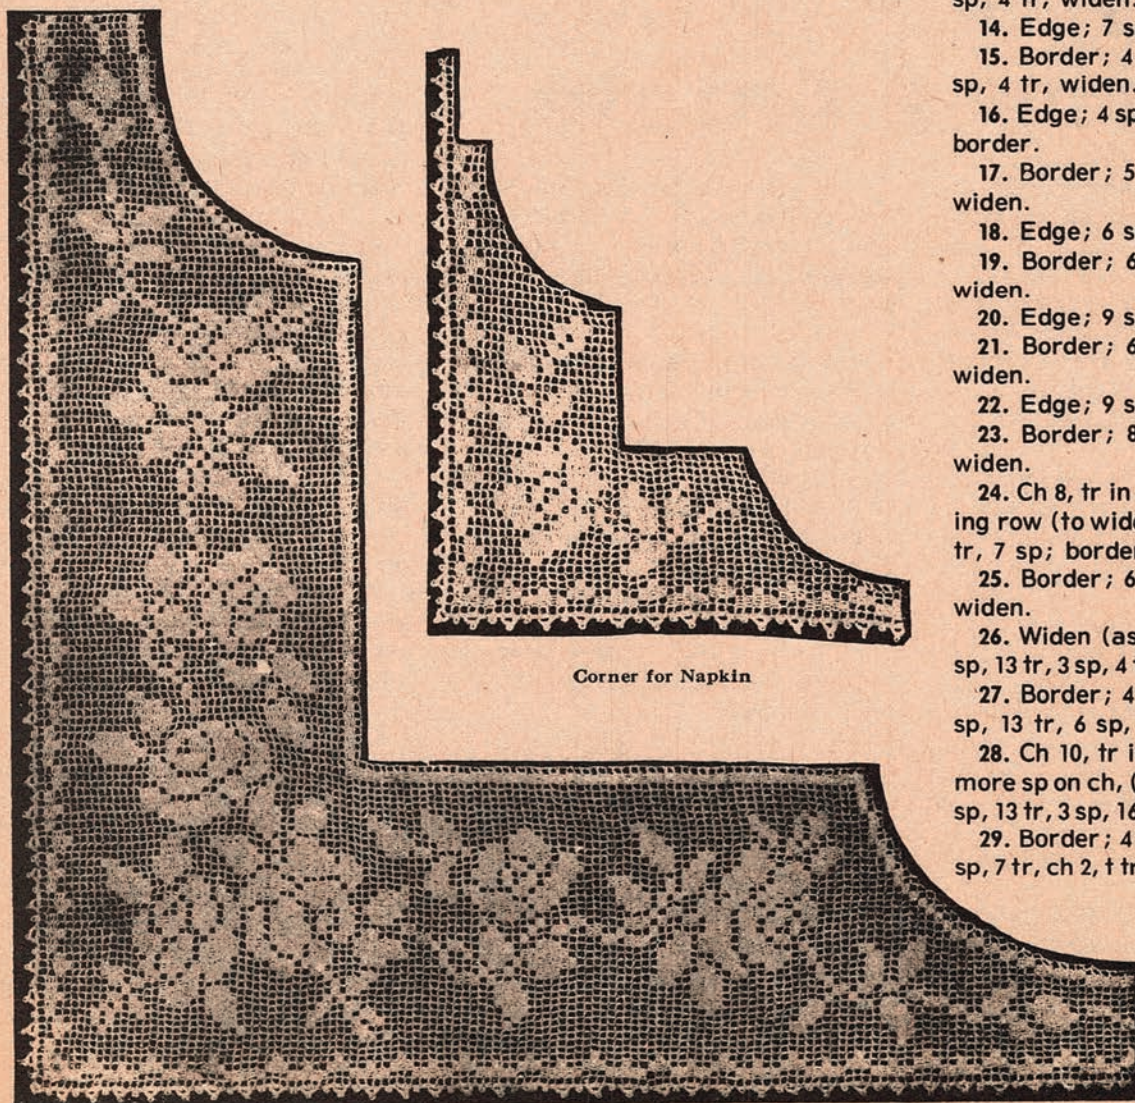 sp, 4 tr, widen.
14. Edge; 7 s
15. Border; 4
sp, 4 tr, widen.
16. Edge; 4 sp
border.
17. Border; 5
widen.
18. Edge; 6 s
19. Border; 6
widen.
20. Edge; 9 s
21. Border; 6
widen.
22. Edge; 9 s
23. Border; 8
widen.
24. Ch 8, tr in
ing row (to wide
tr, 7 sp; border
25. Border; 6
widen.
26. Widen (as
sp, 13 tr, 3 sp, 4
27. Border; 4
sp, 13 tr, 6 sp,
28. Ch 10, tr i
more sp on ch, (
sp, 13 tr, 3 sp, 16
29. Border; 4
sp, 7 tr, ch 2, t tr
Corner for Napkin